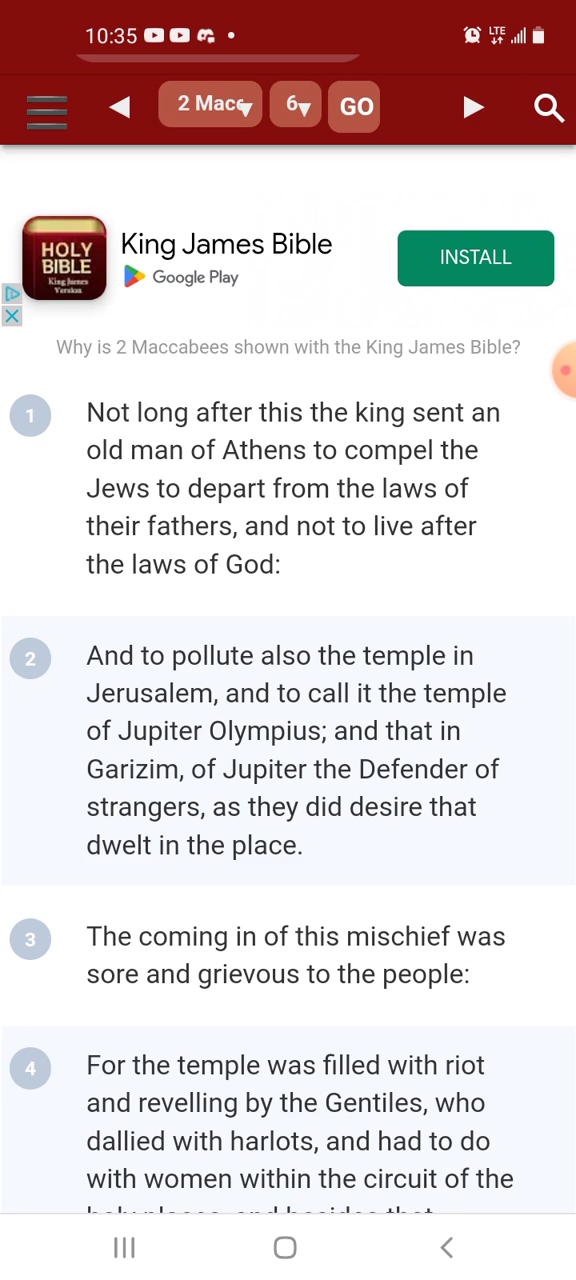 10:35
LTE
2 Macc
6
GO
HOLY
BIBLE
King James
Version
King James Bible
Google Play
INSTALL
Why is 2 Maccabees shown with the King James Bible?
1
Not long after this the king sent an
old man of Athens to compel the
Jews to depart from the laws of
their fathers, and not to live after
the laws of God:
2
And to pollute also the temple in
Jerusalem, and to call it the temple
of Jupiter Olympius; and that in
Garizim, of Jupiter the Defender of
strangers, as they did desire that
dwelt in the place.
3
The coming in of this mischief was
sore and grievous to the people:
4
For the temple was filled with riot
and revelling by the Gentiles, who
dallied with harlots, and had to do
with women within the circuit of the
holy places, and besides that